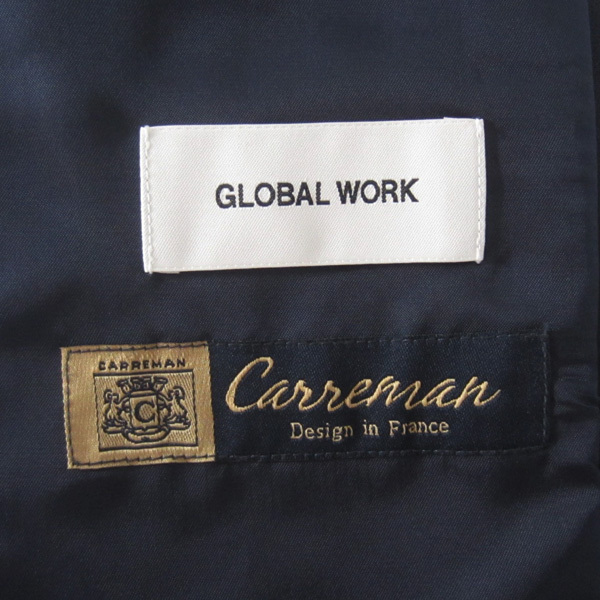 GLOBAL WORK
CARREMAN
C
Carreman
Design in France